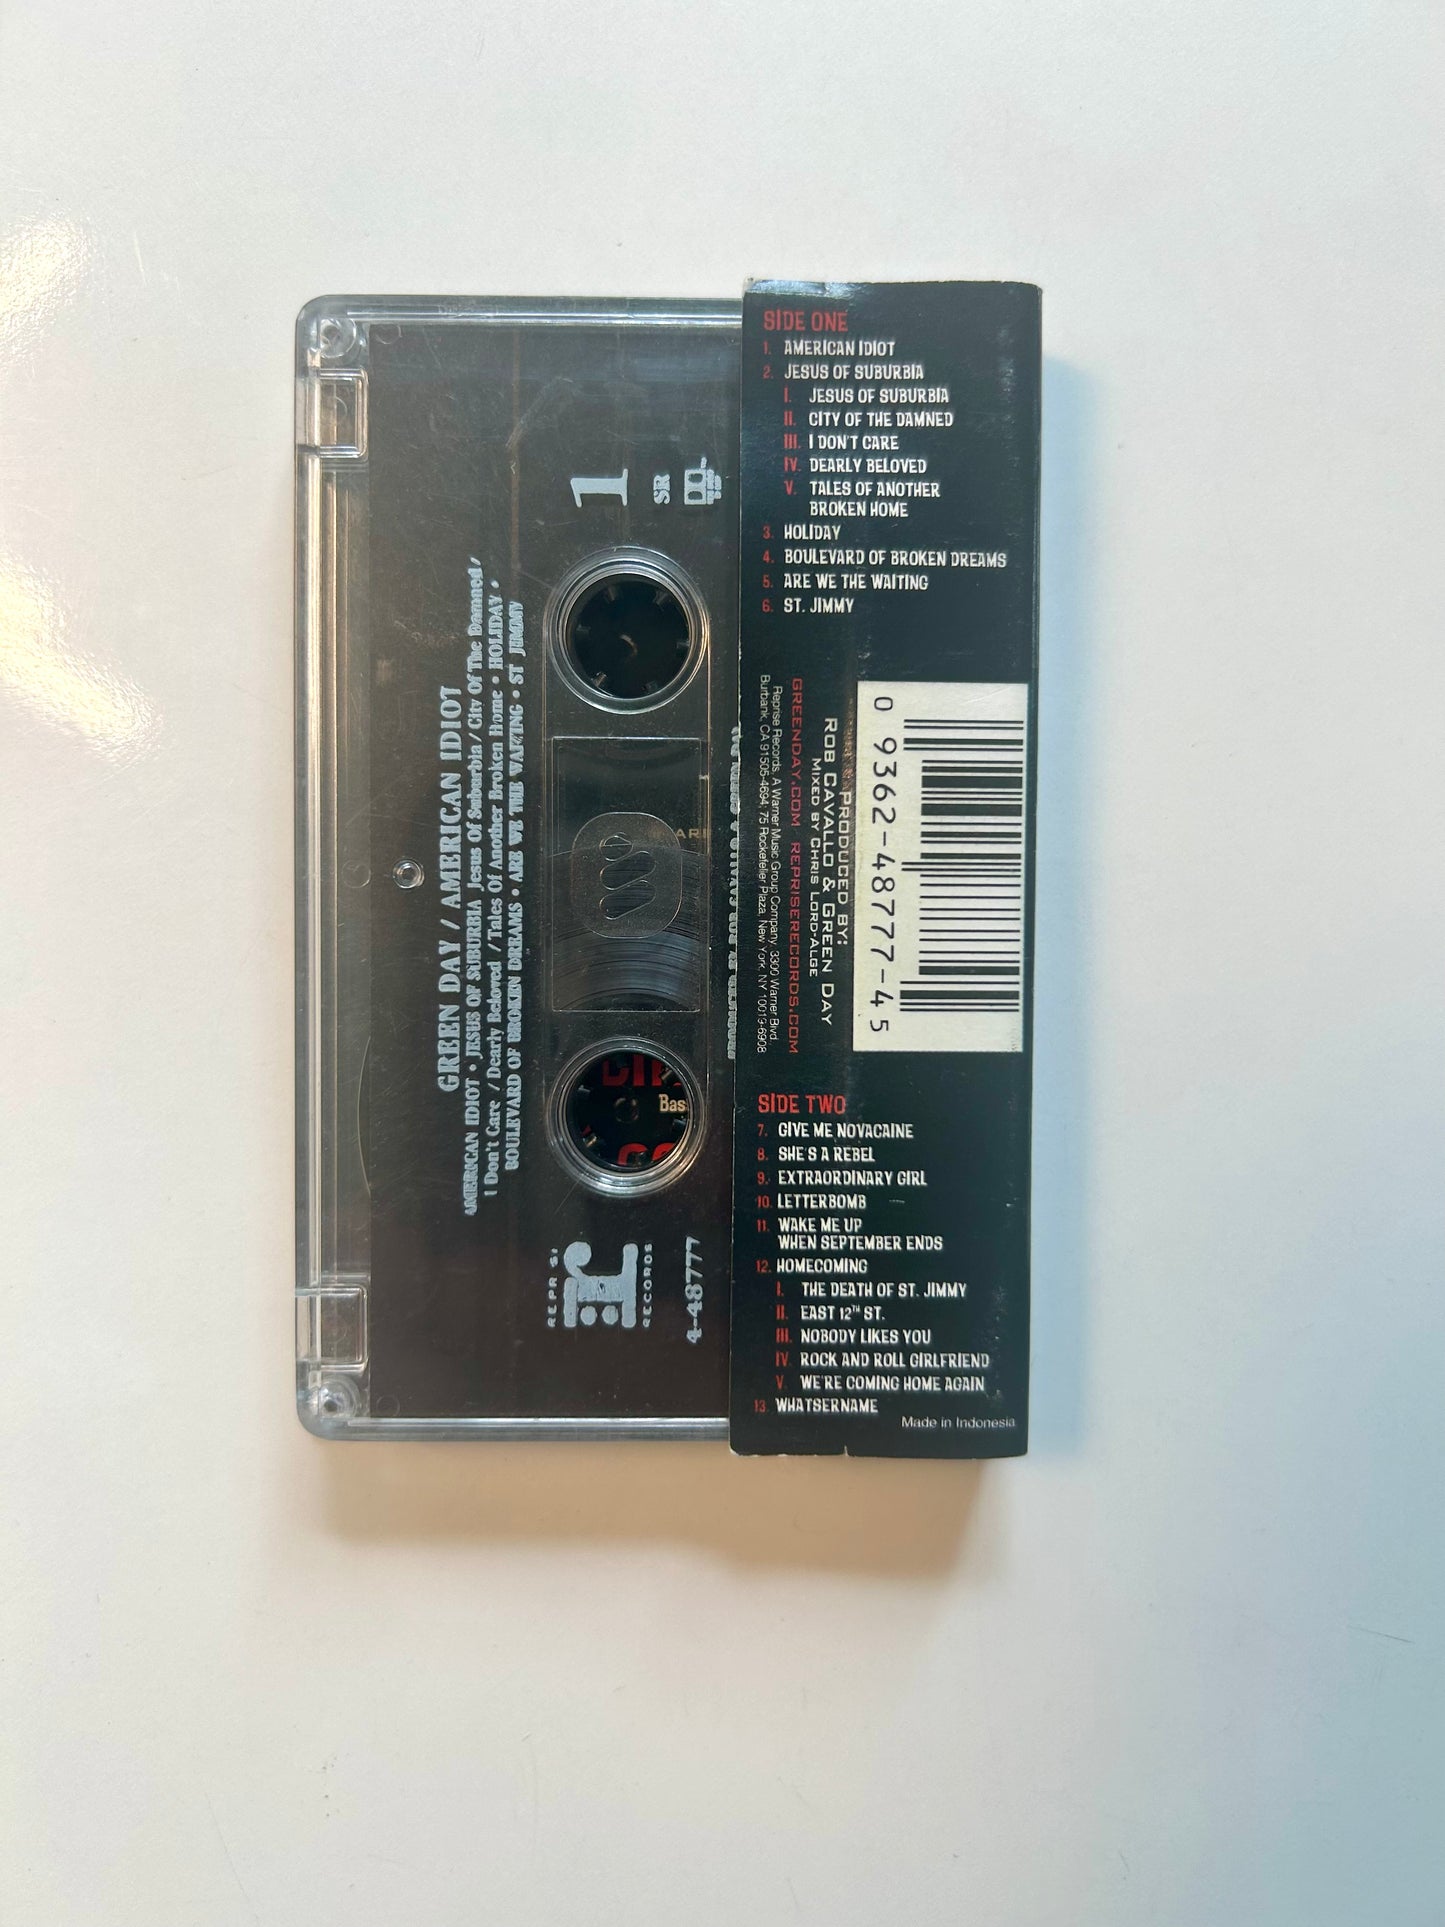 SIDE ONE
1. AMERICAN IDIOT
2. JESUS OF SUBURBIA
I. JESUS OF SUBURBIA
II. CITY OF THE DAMNED
III. I DON'T CARE
IV. DEARLY BELOVED
V. TALES OF ANOTHER
BROKEN HOME
3. HOLIDAY
4. BOULEVARD OF BROKEN DREAMS
5. ARE WE THE WAITING
6. ST. JIMMY
0 9362-48777-4 5
PRODUCED BY:
ROB CAVALLO & GREEN DAY
MIXED BY CHRIS LORD-ALGE
GREENDAY.COM REPRISERECORDS.COM
Reprise Records, A Warner Music Group Company, 3300 Warner Blvd.,
Burbank, CA 91505-4694; 75 Rockefeller Plaza, New York, NY 10019-6908
SIDE TWO
7. GIVE ME NOVACAINE
8. SHE'S A REBEL
9. EXTRAORDINARY GIRL
10. LETTERBOMB
11. WAKE ME UP
WHEN SEPTEMBER ENDS
12. HOMECOMING
I. THE DEATH OF ST. JIMMY
II. EAST 12TH ST.
III. NOBODY LIKES YOU
IV. ROCK AND ROLL GIRLFRIEND
V. WE'RE COMING HOME AGAIN
13. WHATSERNAME
Made in Indonesia
GREEN DAY / AMERICAN IDIOT
AMERICAN IDIOT • JESUS OF SUBURBIA Jesus Of Suburbia / City Of The Damned /
I Don't Care / Dearly Beloved / Tales Of Another Broken Home • HOLIDAY •
BOULEVARD OF BROKEN DREAMS • ARE WE THE WAITING • ST JIMMY
1
SR
REPRISE
r:
RECORDS
4-48777
Bas